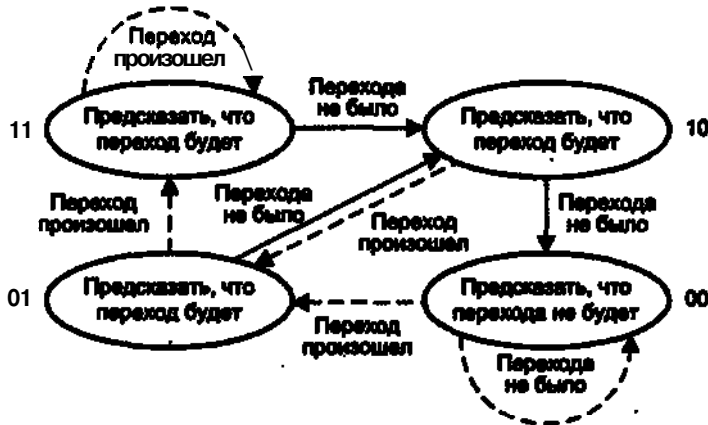 Переход
произошел
11
Предсказать, что
переход будет
Перехода
не было
Предсказать, что
переход будет
10
Переход
произошел
Перехода
не было
Переход
произошел
Перехода
не было
01
Предсказать, что
переход будет
Переход
произошел
Предсказать, что
перехода не будет
00
Перехода
не было